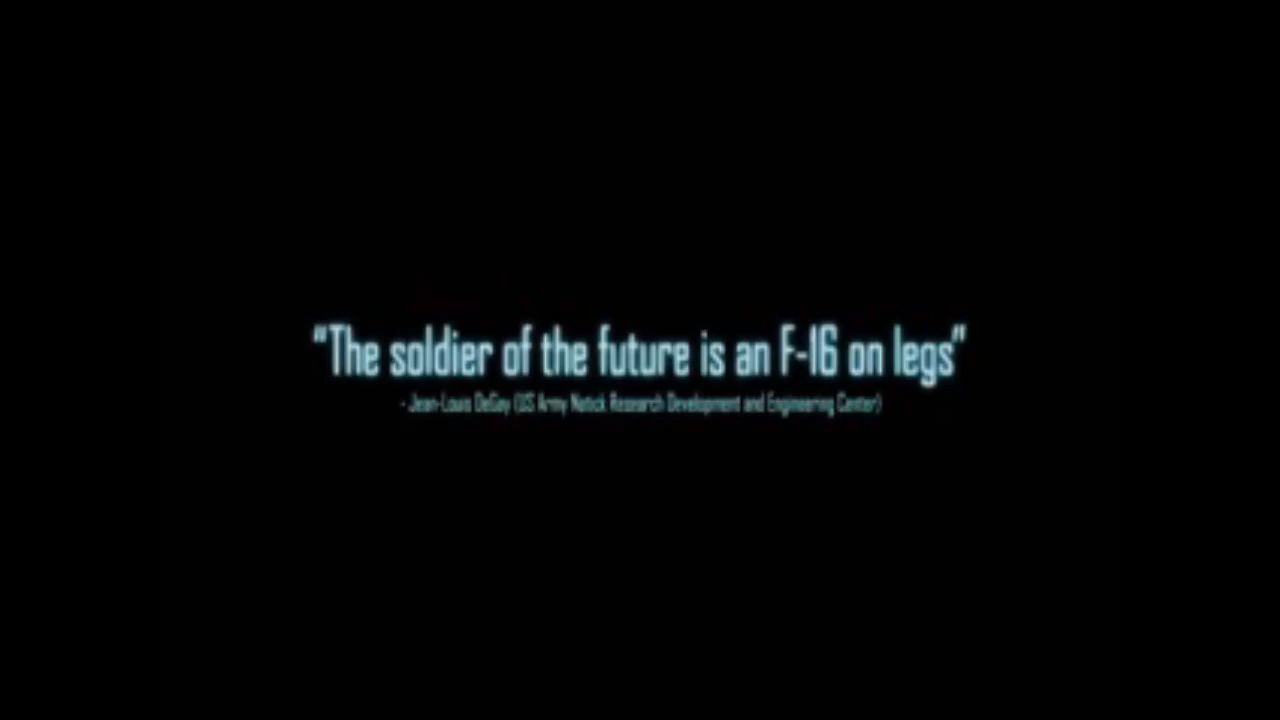 "The soldier of the future is an F-16 on legs"
- Jean-Louis DeGay (US Army Natick Research Development and Engineering Center)